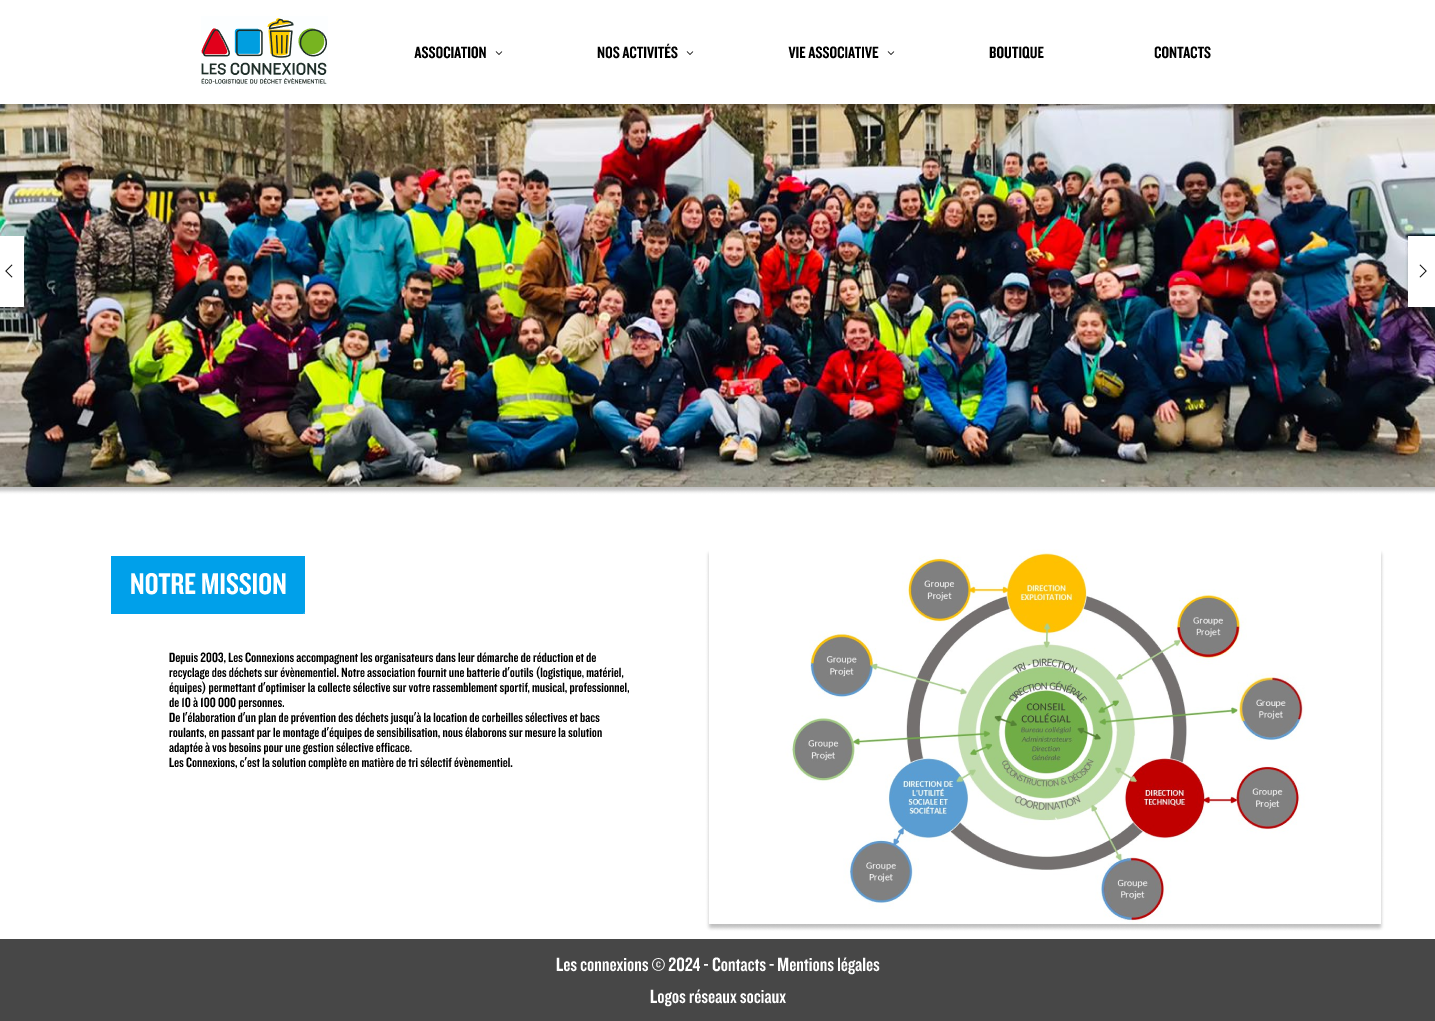 LES CONNEXIONS
ÉCO-LOGISTIQUE DU DÉCHET ÉVÈNEMENTIEL
ASSOCIATION
NOS ACTIVITÉS
VIE ASSOCIATIVE
BOUTIQUE
CONTACTS
NOTRE MISSION
Depuis 2003, Les Connexions accompagnent les organisateurs dans leur démarche de réduction et de
recyclage des déchets sur évènementiel. Notre association fournit une batterie d'outils (logistique, matériel,
équipes) permettant d'optimiser la collecte sélective sur votre rassemblement sportif, musical, professionnel,
de 10 à 100 000 personnes.
De l'élaboration d'un plan de prévention des déchets jusqu'à la location de corbeilles sélectives et bacs
roulants, en passant par le montage d'équipes de sensibilisation, nous élaborons sur mesure la solution
adaptée à vos besoins pour une gestion sélective efficace.
Les Connexions, c'est la solution complète en matière de tri sélectif évènementiel.
Groupe
Projet
DIRECTION
EXPLOITATION
Groupe
Projet
Groupe
Projet
TRI - DIRECTION
DIRECTION GÉNÉRALE
CONSEIL
COLLÉGIAL
Bureau collégial
Administrateurs
Direction
Générale
Groupe
Projet
Groupe
Projet
COCONSTRUCTION & DÉCISION
COORDINATION
DIRECTION DE
L'UTILITÉ
SOCIALE ET
SOCIÉTALE
DIRECTION
TECHNIQUE
Groupe
Projet
Groupe
Projet
Groupe
Projet
Les connexions © 2024 - Contacts - Mentions légales
Logos réseaux sociaux